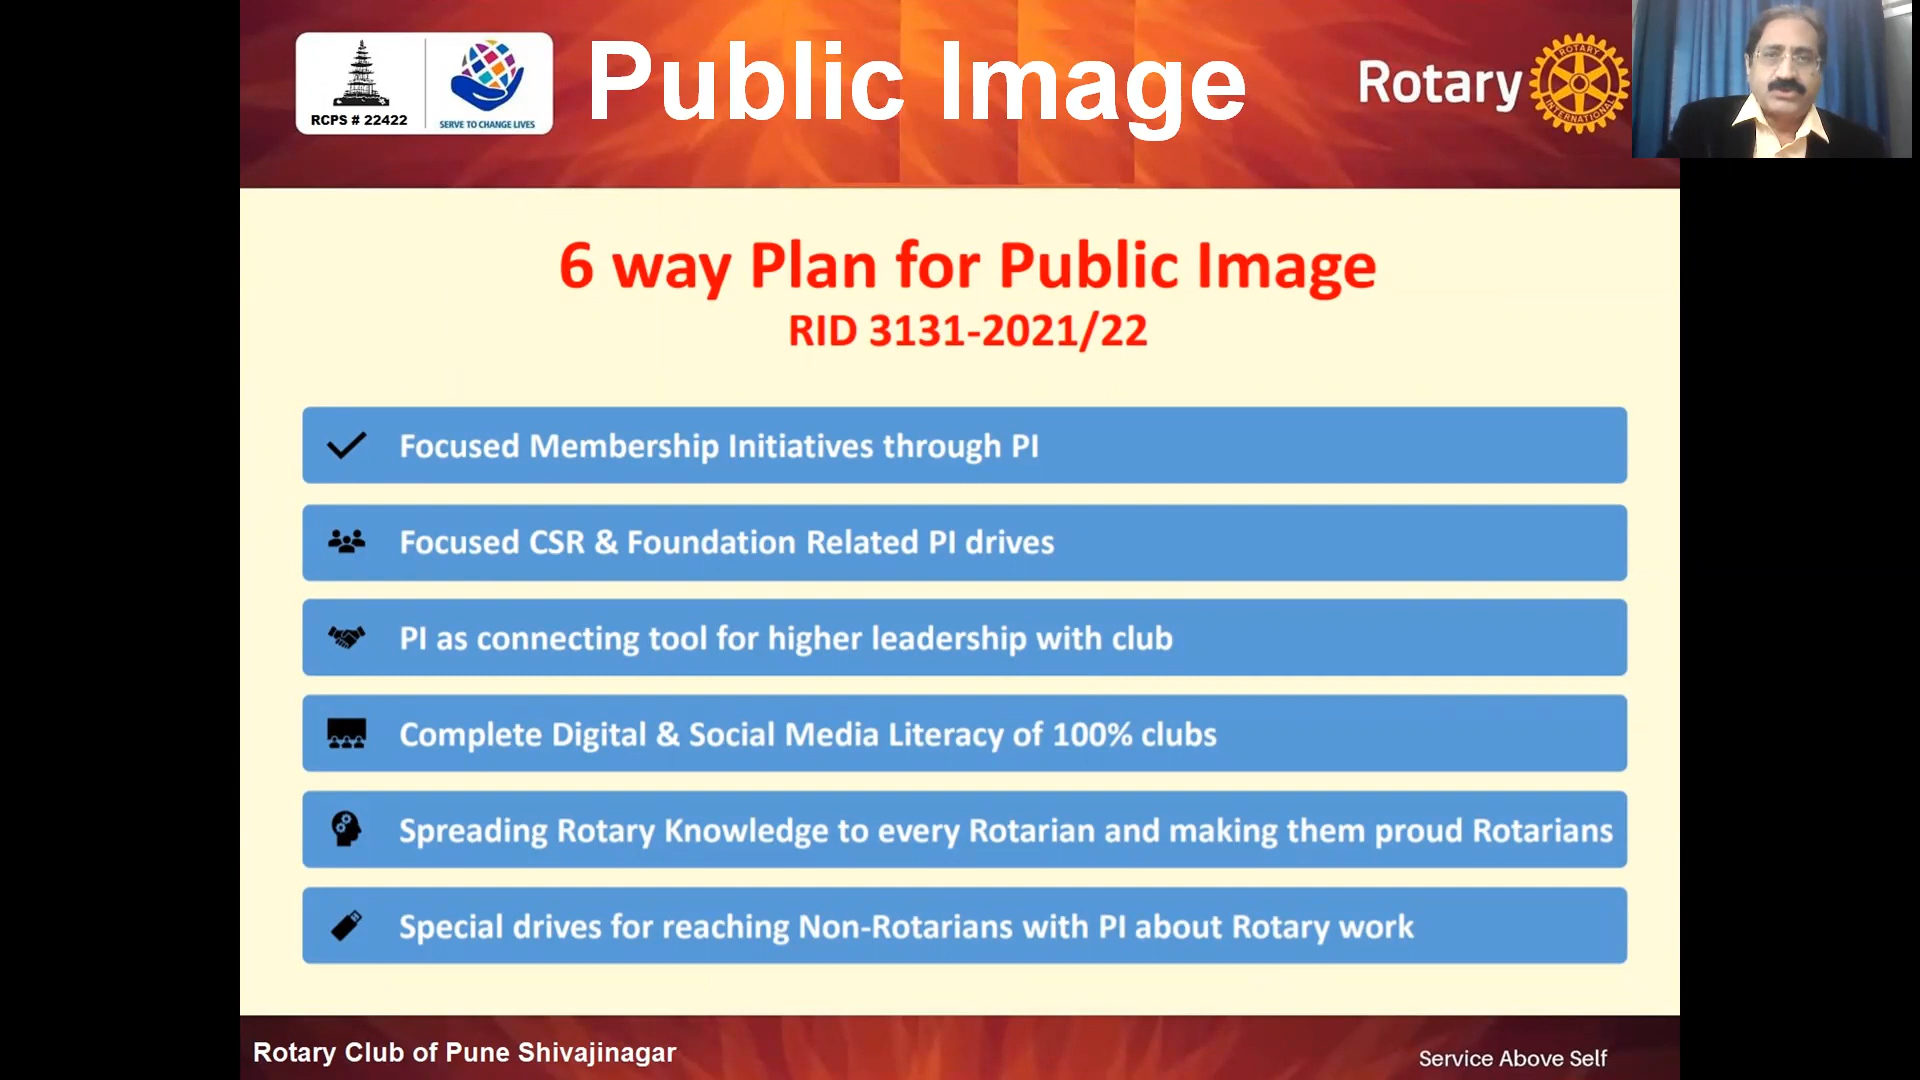 RCPS # 22422
SERVE TO CHANGE LIVES
Public Image
Rotary
ROTARY
INTERNATIONAL
6 way Plan for Public Image
RID 3131-2021/22
Focused Membership Initiatives through PI
Focused CSR & Foundation Related PI drives
PI as connecting tool for higher leadership with club
Complete Digital & Social Media Literacy of 100% clubs
Spreading Rotary Knowledge to every Rotarian and making them proud Rotarians
Special drives for reaching Non-Rotarians with PI about Rotary work
Rotary Club of Pune Shivajinagar
Service Above Self